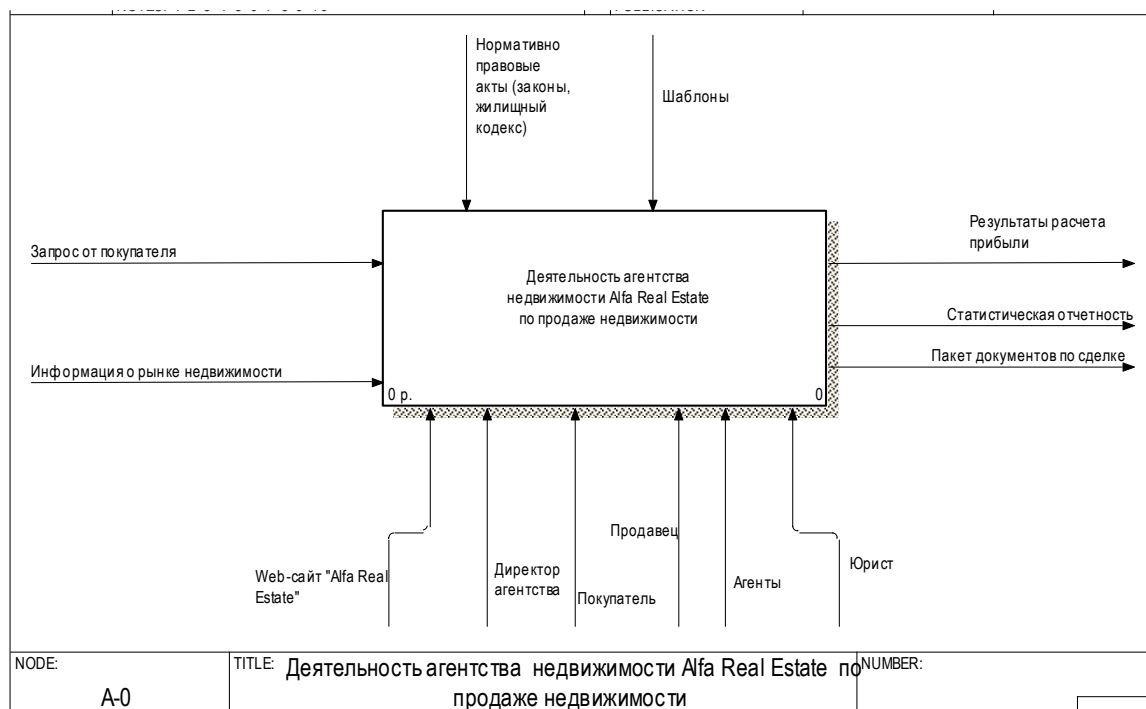 Нормативно
правовые
акты (законы,
жилищный
кодекс)
Шаблоны
Запрос от покупателя
Информация о рынке недвижимости
Деятельность агентства
недвижимости Alfa Real Estate
по продаже недвижимости
0 р.
0
Результаты расчета
прибыли
Статистическая отчетность
Пакет документов по сделке
Web-сайт "Alfa Real
Estate"
Директор
агентства
Покупатель
Продавец
Агенты
Юрист
NODE:
A-0
TITLE: Деятельность агентства недвижимости Alfa Real Estate по
продаже недвижимости
NUMBER: